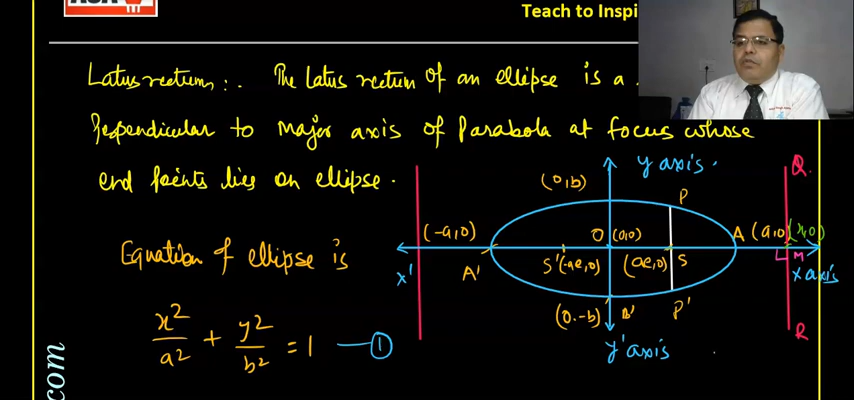 Teach to Inspi
Latus rectum:. The latus rectum of an ellipse is a
Perpendicular to major axis of Parabola at focus whose
end points lies on ellipse.
Equation of ellipse is
x²/a² + y²/b² = 1 —①
(0,b)
y axis.
Q
P
(-a,0)
O (0,0)
A (a,0) (x,0)
x'
A'
S' (-ae,0)
(ae,0) S
L M
x axis
(0,-b) B'
P'
R
y' axis
.com